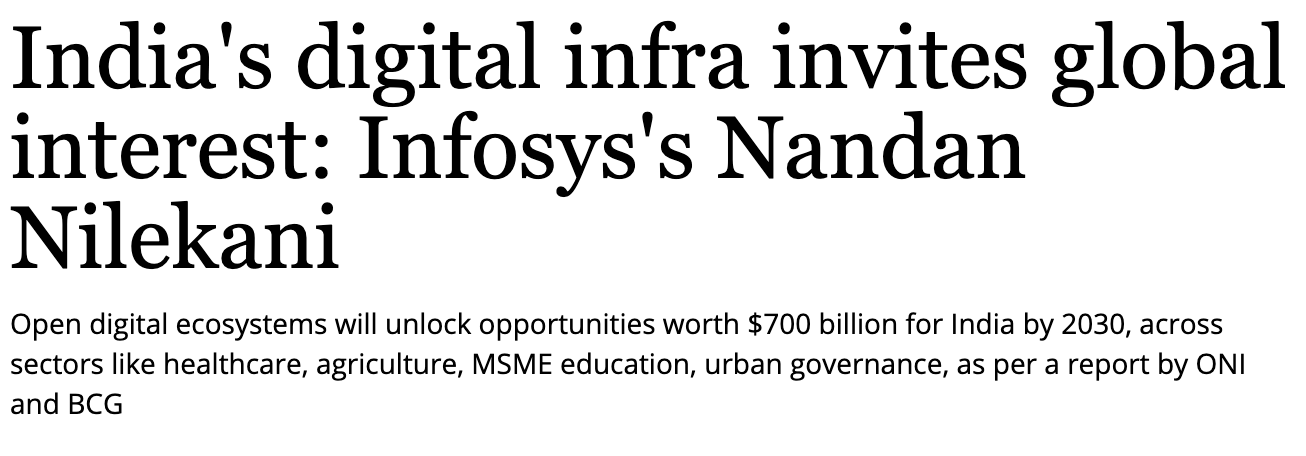 India's digital infra invites global
interest: Infosys's Nandan
Nilekani
Open digital ecosystems will unlock opportunities worth $700 billion for India by 2030, across
sectors like healthcare, agriculture, MSME education, urban governance, as per a report by ONI
and BCG